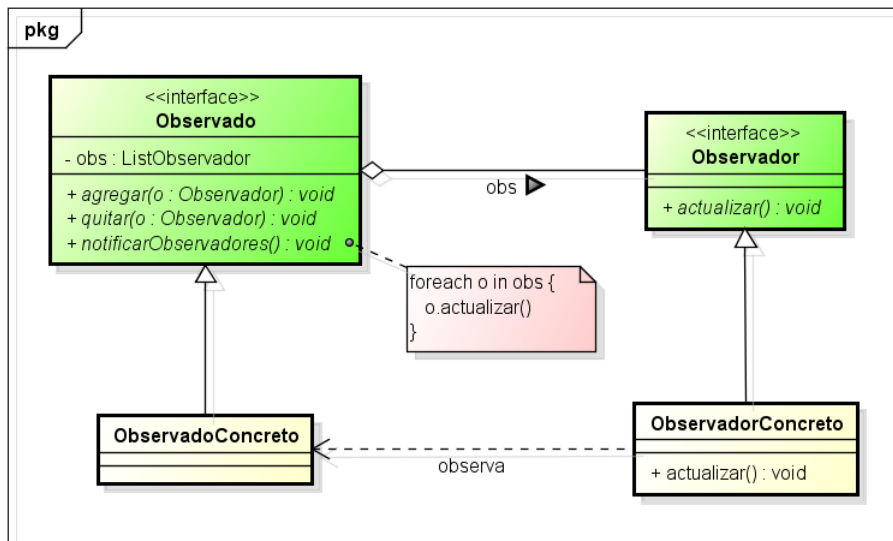 pkg
<<interface>>
Observado
- obs : ListObservador
+ agregar(o : Observador) : void
+ quitar(o : Observador) : void
+ notificarObservadores() : void
obs
<<interface>>
Observador
+ actualizar() : void
foreach o in obs {
o.actualizar()
}
ObservadoConcreto
observa
ObservadorConcreto
+ actualizar() : void